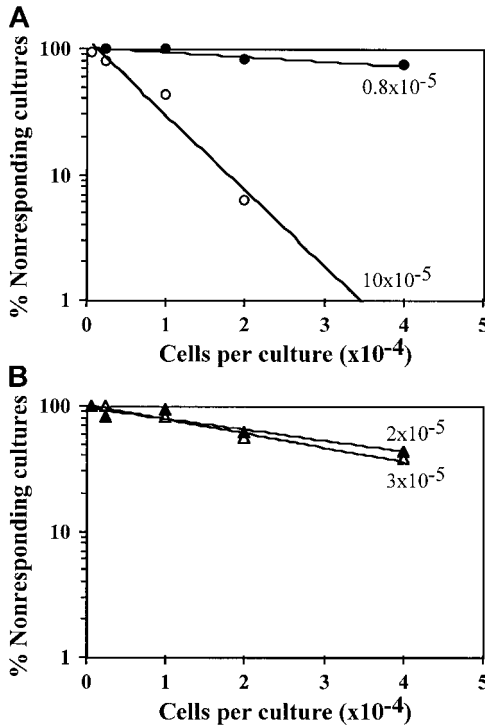 A
% Nonresponding cultures
100
10
1
0.8x10-5
10x10-5
0 1 2 3 4 5
Cells per culture (x10-4)
B
% Nonresponding cultures
100
10
1
2x10-5
3x10-5
0 1 2 3 4 5
Cells per culture (x10-4)